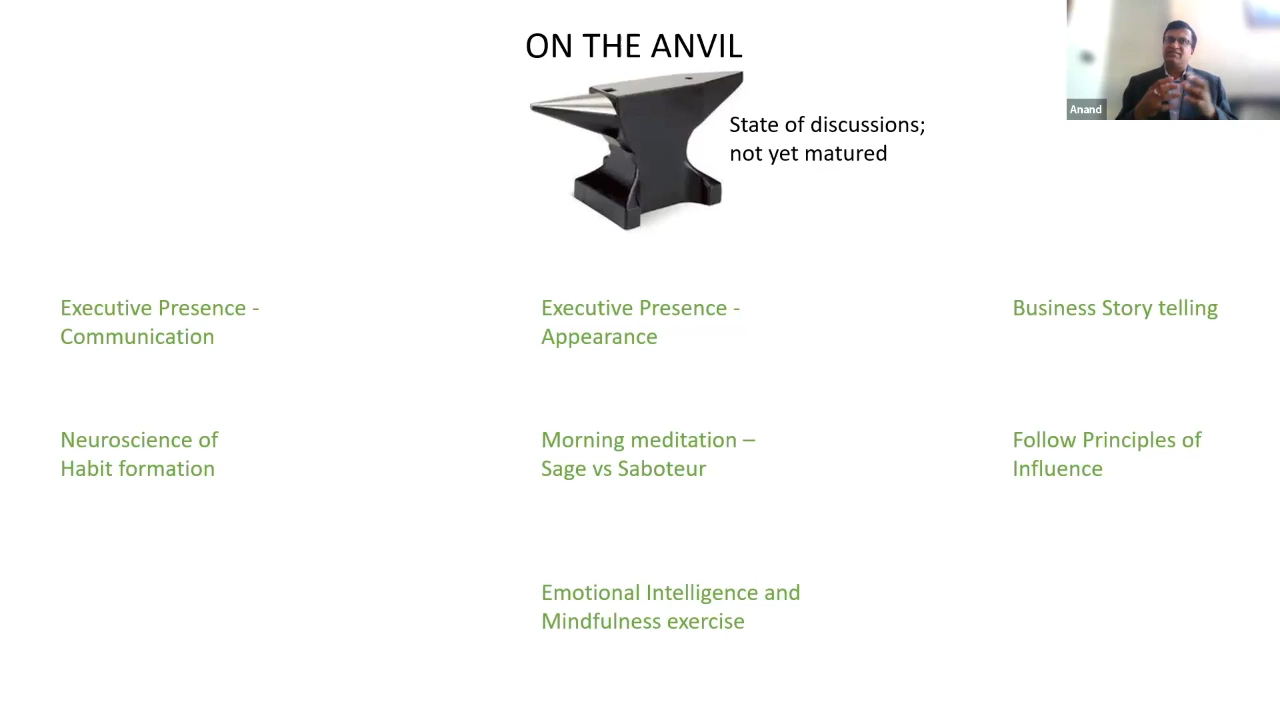 ON THE ANVIL
Anand
State of discussions;
not yet matured
Executive Presence -
Communication
Executive Presence -
Appearance
Business Story telling
Neuroscience of
Habit formation
Morning meditation –
Sage vs Saboteur
Follow Principles of
Influence
Emotional Intelligence and
Mindfulness exercise